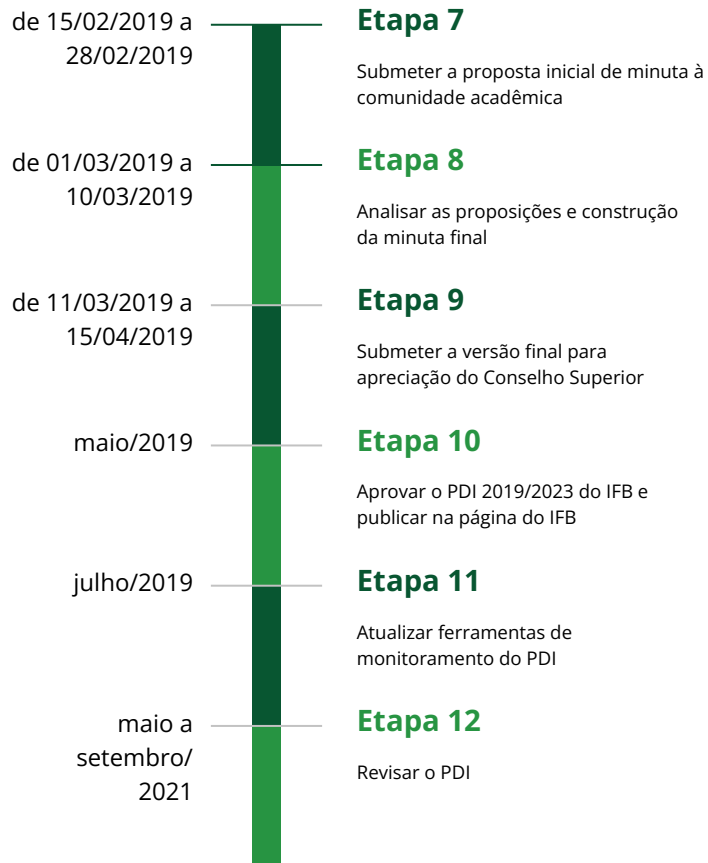 de 15/02/2019 a
28/02/2019
Etapa 7
Submeter a proposta inicial de minuta à
comunidade acadêmica
de 01/03/2019 a
10/03/2019
Etapa 8
Analisar as proposições e construção
da minuta final
de 11/03/2019 a
15/04/2019
Etapa 9
Submeter a versão final para
apreciação do Conselho Superior
maio/2019
Etapa 10
Aprovar o PDI 2019/2023 do IFB e
publicar na página do IFB
julho/2019
Etapa 11
Atualizar ferramentas de
monitoramento do PDI
maio a
setembro/
2021
Etapa 12
Revisar o PDI